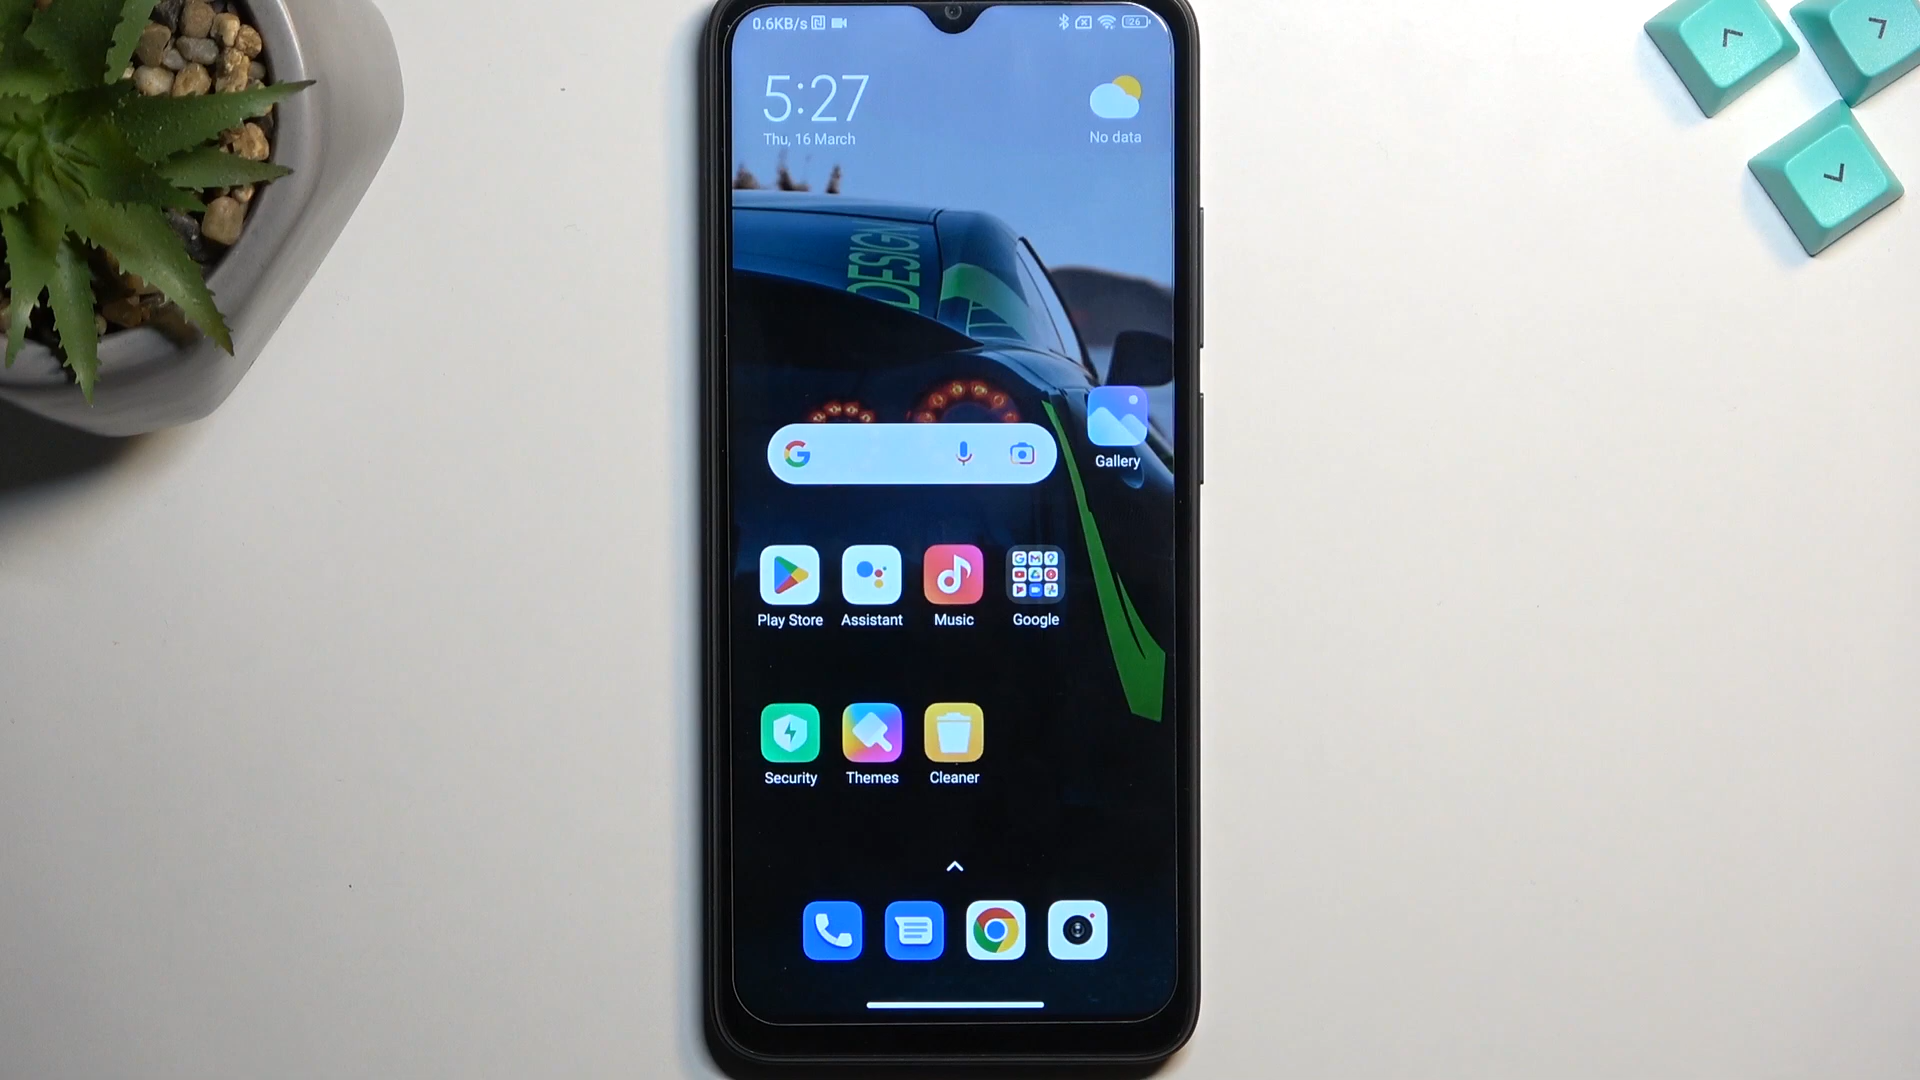 0.6KB/s
26
5:27
Thu, 16 March
No data
DESIGN
Gallery
Play Store
Assistant
Music
Google
Security
Themes
Cleaner